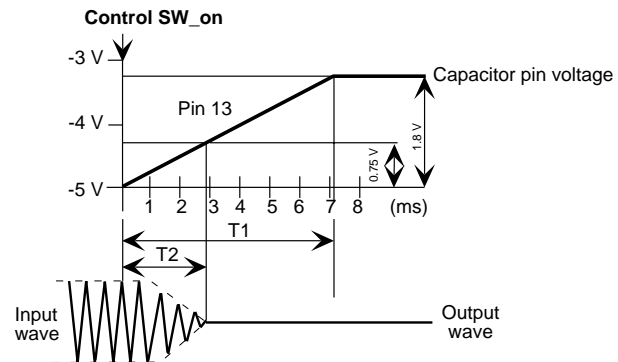 Control SW_on
-3 V
Capacitor pin voltage
Pin 13
-4 V
0.75 V
1.8 V
-5 V
1 2 3 4 5 6 7 8 (ms)
T1
T2
Input
wave
Output
wave